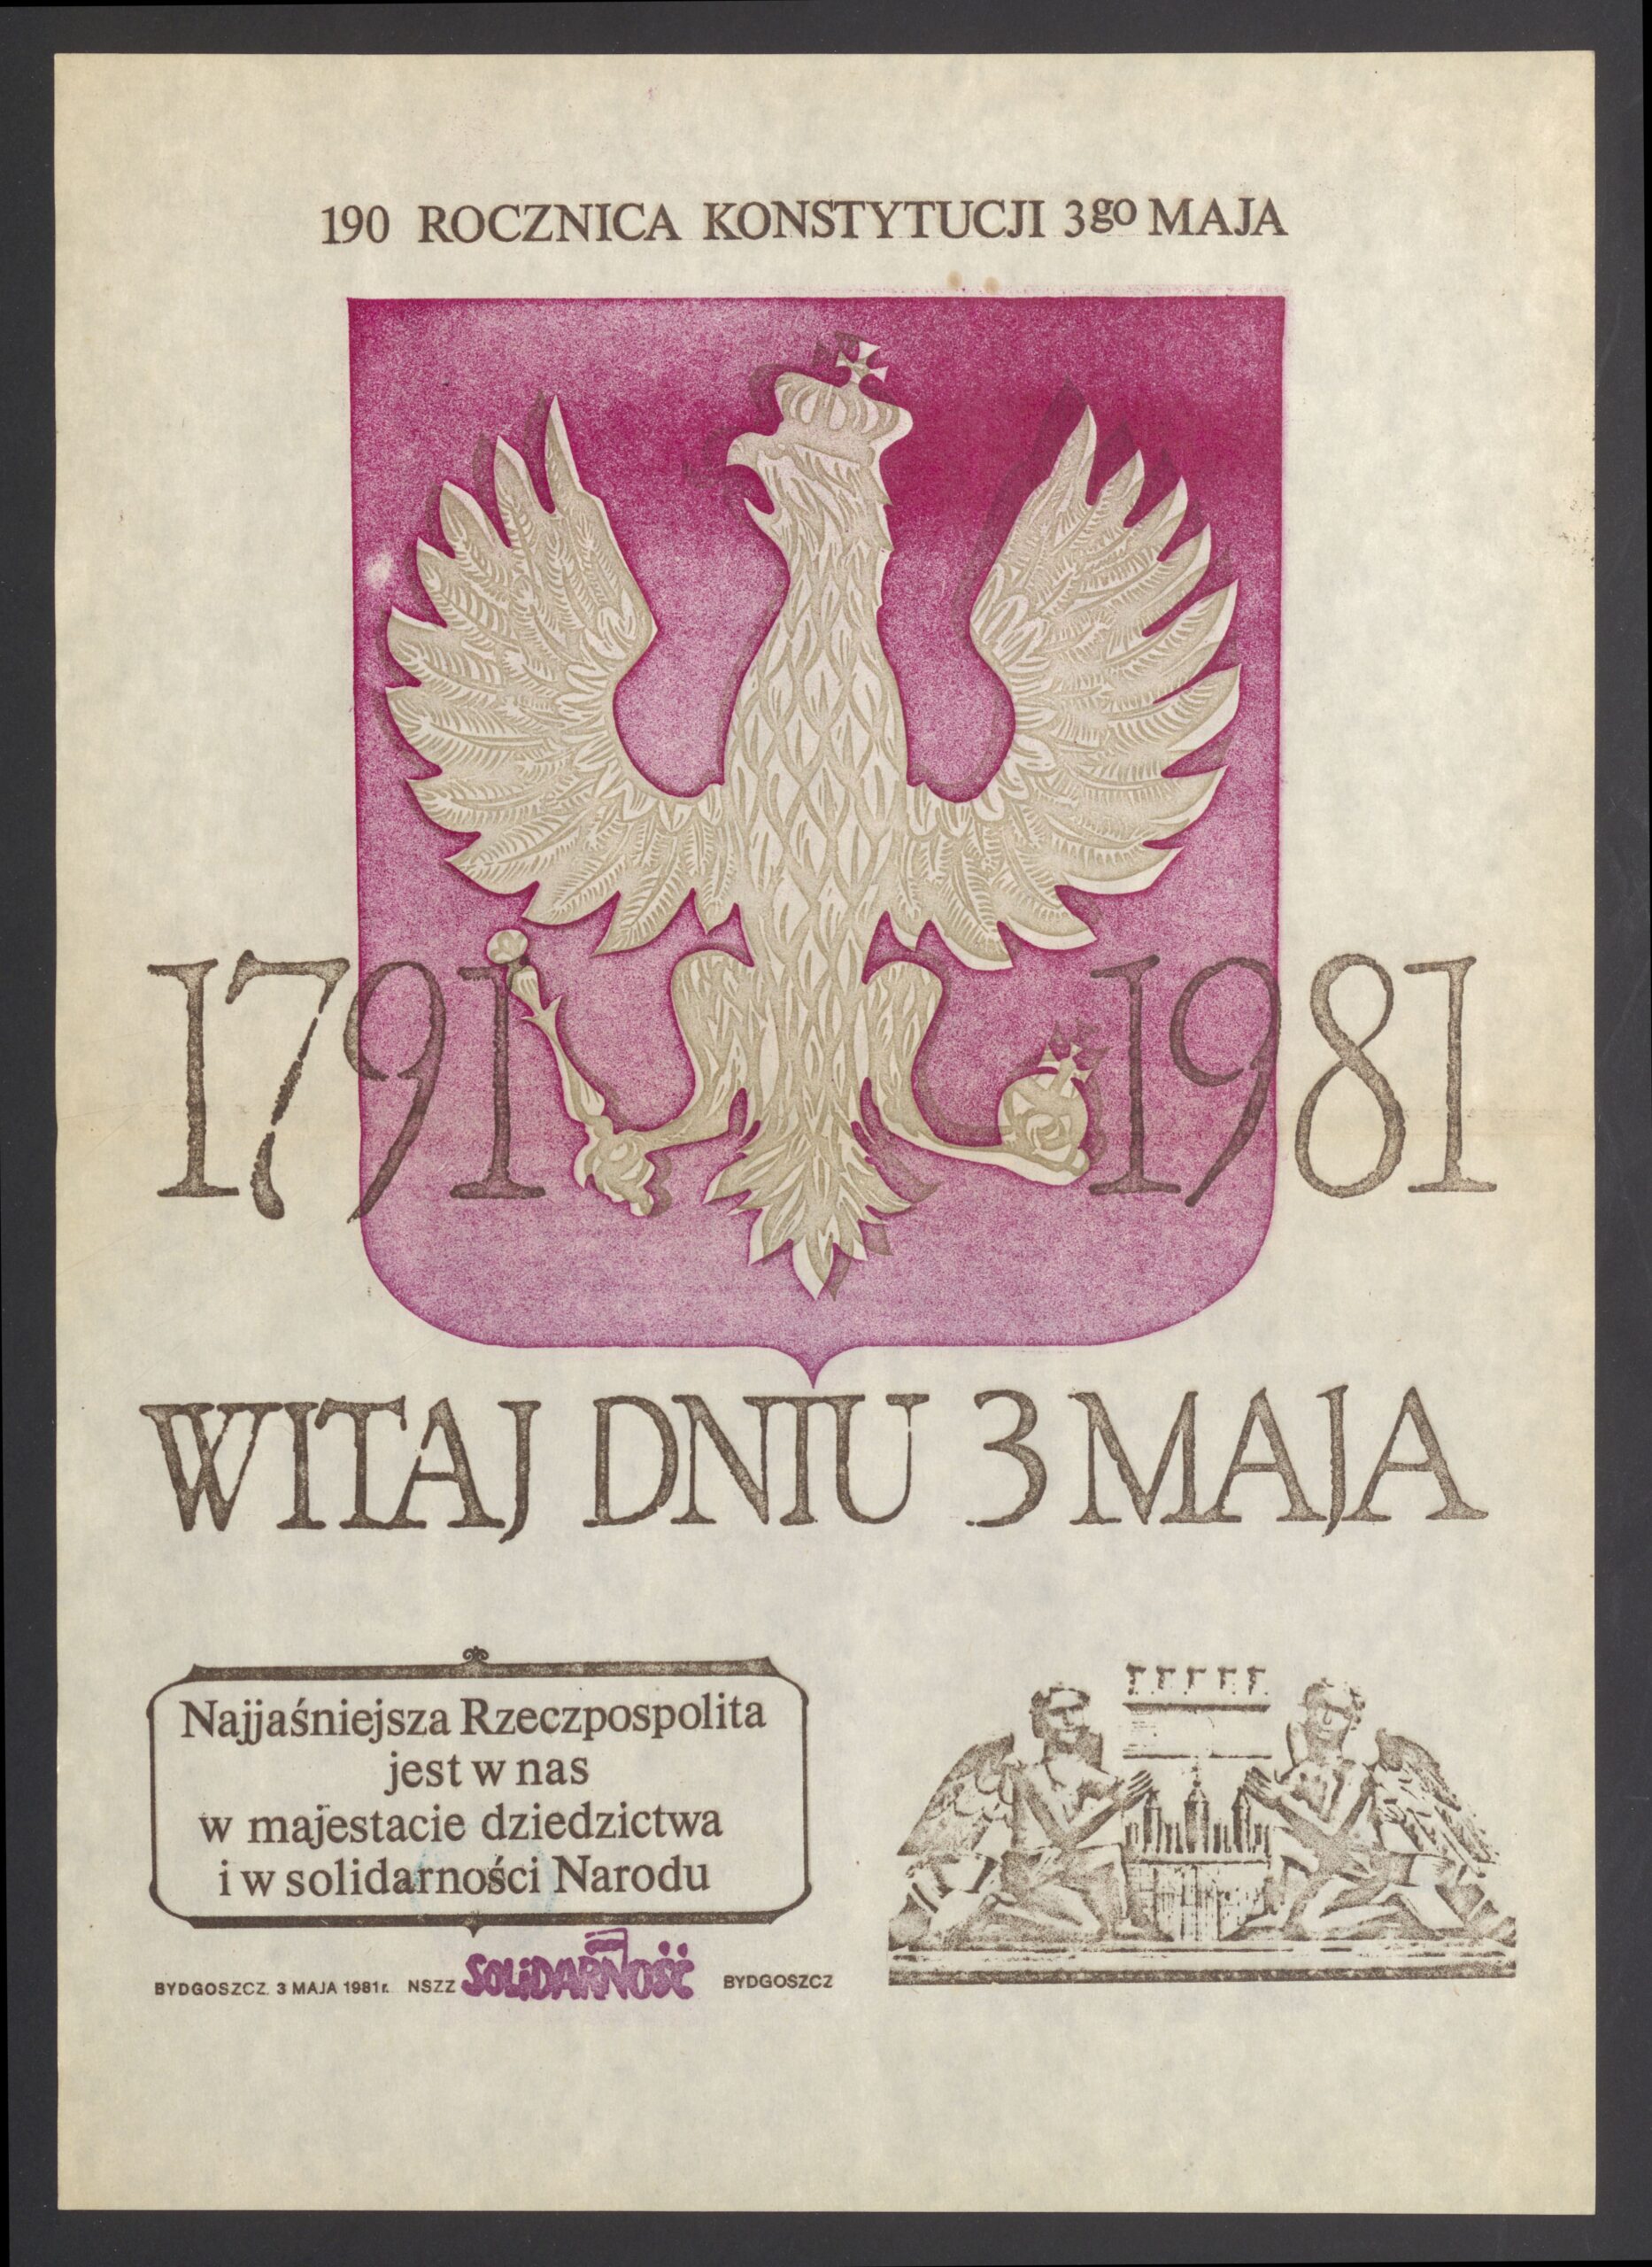 190 ROCZNICA KONSTYTUCJI 3go MAJA
1791 1981
WITAJ DNIU 3 MAJA
Najjaśniejsza Rzeczpospolita
jest w nas
w majestacie dziedzictwa
i w solidarności Narodu
BYDGOSZCZ 3 MAJA 1981r. NSZZ SOLIDARNOŚĆ BYDGOSZCZ